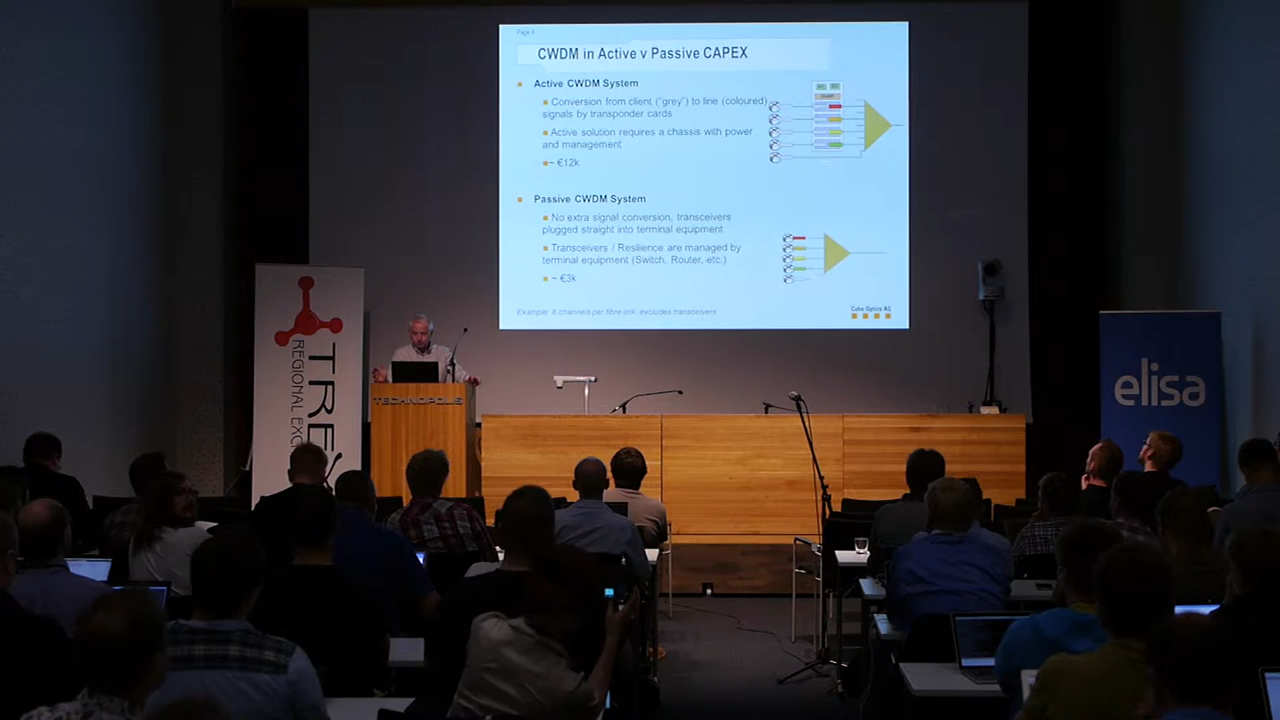 Page 8
CWDM in Active v Passive CAPEX
Active CWDM System
Conversion from client ("grey") to line (coloured)
signals by transponder cards
Active solution requires a chassis with power
and management
~ €12k
Passive CWDM System
No extra signal conversion, transceivers
plugged straight into terminal equipment
Transceivers / Resilience are managed by
terminal equipment (Switch, Router, etc.)
~ €3k
Example: 8 channels per fibre link, excludes transceivers
Cube Optics AG
TREX
REGIONAL EXC
TECHNOPOLIS
elisa